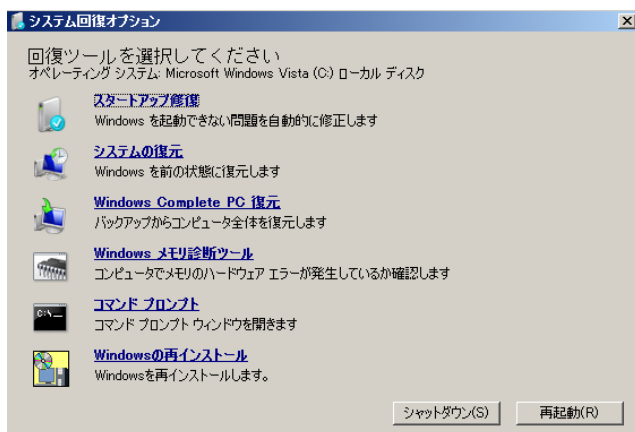 システム回復オプション
回復ツールを選択してください
オペレーティング システム: Microsoft Windows Vista (C:) ローカル ディスク
スタートアップ修復
Windows を起動できない問題を自動的に修正します
システムの復元
Windows を前の状態に復元します
Windows Complete PC 復元
バックアップからコンピュータ全体を復元します
Windows メモリ診断ツール
コンピュータでメモリのハードウェア エラーが発生しているか確認します
C:\_
コマンド プロンプト
コマンド プロンプト ウィンドウを開きます
Windowsの再インストール
Windowsを再インストールします。
シャットダウン(S)
再起動(R)